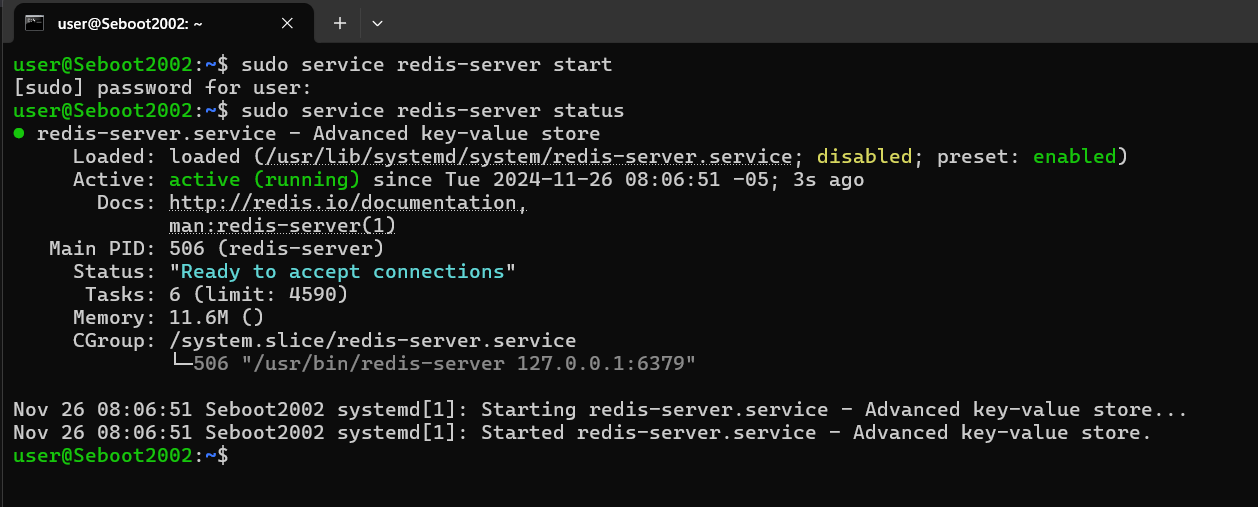 user@Seboot2002: ~
user@Seboot2002:~$ sudo service redis-server start
[sudo] password for user:
user@Seboot2002:~$ sudo service redis-server status
● redis-server.service - Advanced key-value store
     Loaded: loaded (/usr/lib/systemd/system/redis-server.service; disabled; preset: enabled)
     Active: active (running) since Tue 2024-11-26 08:06:51 -05; 3s ago
       Docs: http://redis.io/documentation,
             man:redis-server(1)
   Main PID: 506 (redis-server)
     Status: "Ready to accept connections"
      Tasks: 6 (limit: 4590)
     Memory: 11.6M ()
     CGroup: /system.slice/redis-server.service
             └─506 "/usr/bin/redis-server 127.0.0.1:6379"
Nov 26 08:06:51 Seboot2002 systemd[1]: Starting redis-server.service - Advanced key-value store...
Nov 26 08:06:51 Seboot2002 systemd[1]: Started redis-server.service - Advanced key-value store.
user@Seboot2002:~$